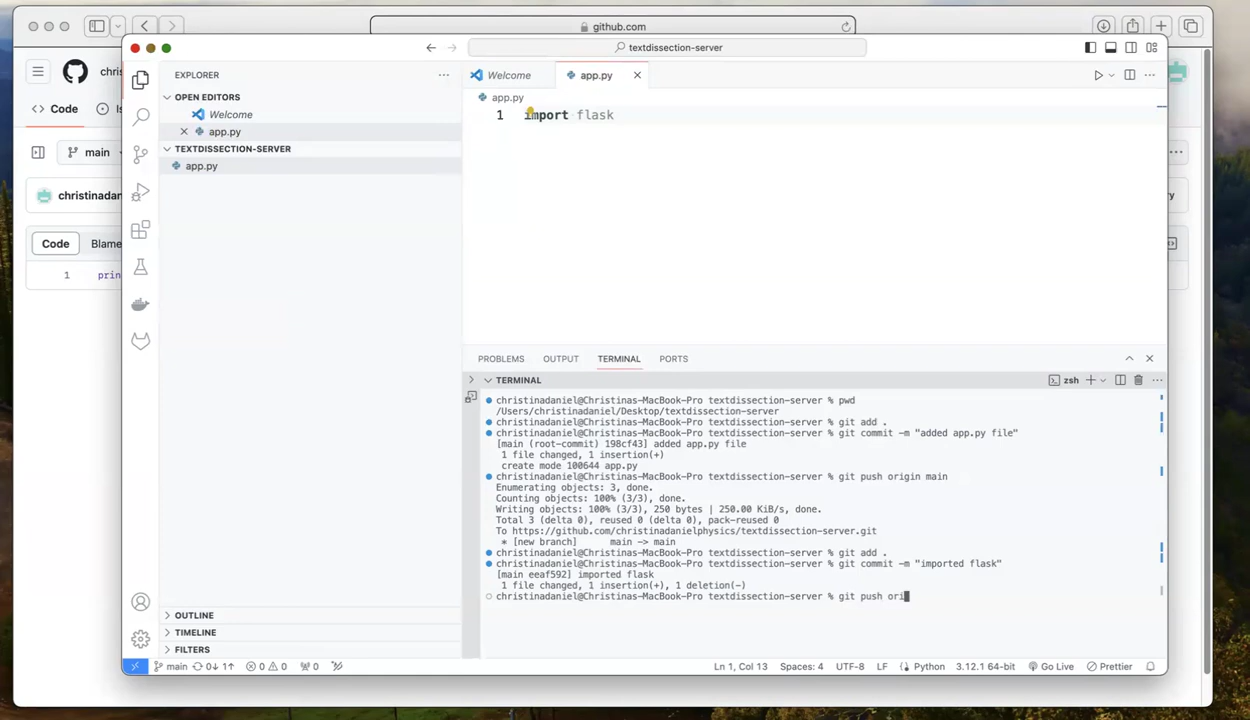 github.com
textdissection-server
Code
main
christinadan
Code
Blame
1 prin
EXPLORER
OPEN EDITORS
Welcome
app.py
TEXTDISSECTION-SERVER
app.py
OUTLINE
TIMELINE
FILTERS
Welcome
app.py
app.py
1 import flask
PROBLEMS OUTPUT TERMINAL PORTS
TERMINAL
zsh
christinadaniel@Christinas-MacBook-Pro textdissection-server % pwd
/Users/christinadaniel/Desktop/textdissection-server
christinadaniel@Christinas-MacBook-Pro textdissection-server % git add .
christinadaniel@Christinas-MacBook-Pro textdissection-server % git commit -m "added app.py file"
[main (root-commit) 198cf43] added app.py file
1 file changed, 1 insertion(+)
create mode 100644 app.py
christinadaniel@Christinas-MacBook-Pro textdissection-server % git push origin main
Enumerating objects: 3, done.
Counting objects: 100% (3/3), done.
Writing objects: 100% (3/3), 250 bytes | 250.00 KiB/s, done.
Total 3 (delta 0), reused 0 (delta 0), pack-reused 0
To https://github.com/christinadanielphysics/textdissection-server.git
* [new branch] main -> main
christinadaniel@Christinas-MacBook-Pro textdissection-server % git add .
christinadaniel@Christinas-MacBook-Pro textdissection-server % git commit -m "imported flask"
[main eeaf592] imported flask
1 file changed, 1 insertion(+), 1 deletion(-)
christinadaniel@Christinas-MacBook-Pro textdissection-server % git push ori
main 0↓ 1↑ 0 0 0 Ln 1, Col 13 Spaces: 4 UTF-8 LF Python 3.12.1 64-bit Go Live Prettier